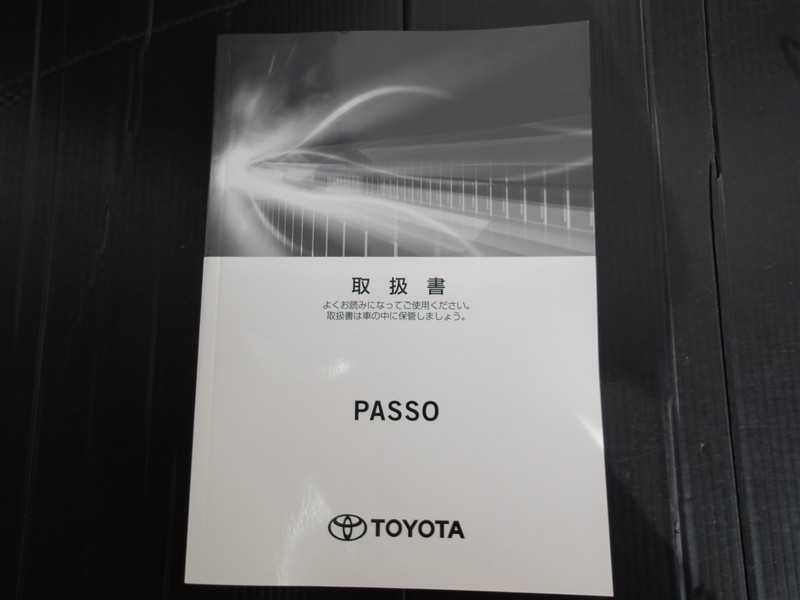 取扱書
よくお読みになってご使用ください。
取扱書は車の中に保管しましょう。
PASSO
TOYOTA